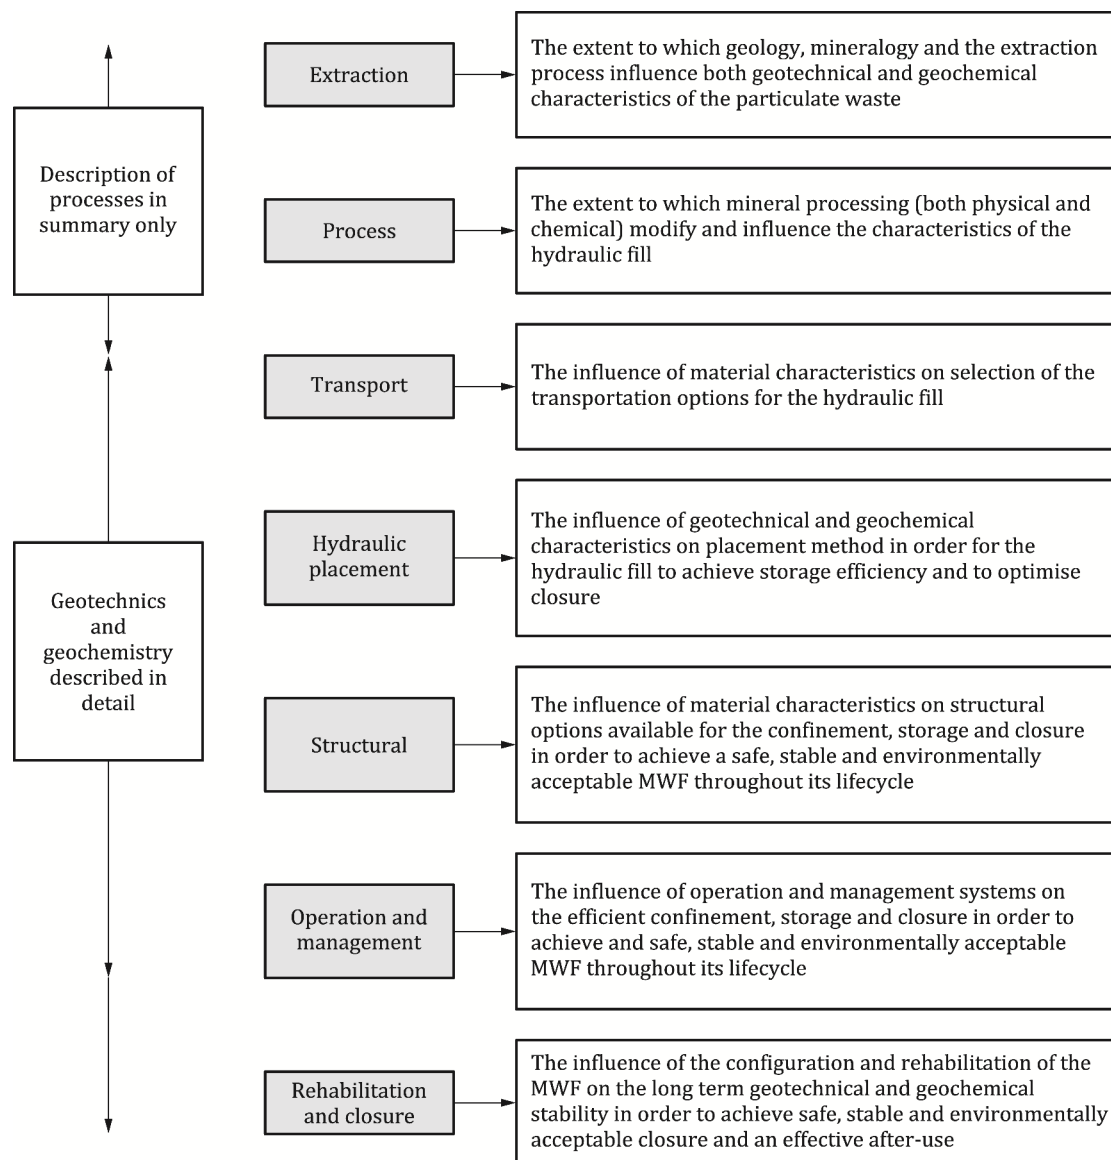 Extraction
The extent to which geology, mineralogy and the extraction
process influence both geotechnical and geochemical
characteristics of the particulate waste
Description of
processes in
summary only
Process
The extent to which mineral processing (both physical and
chemical) modify and influence the characteristics of the
hydraulic fill
Transport
The influence of material characteristics on selection of the
transportation options for the hydraulic fill
Hydraulic
placement
The influence of geotechnical and geochemical
characteristics on placement method in order for the
hydraulic fill to achieve storage efficiency and to optimise
closure
Geotechnics
and
geochemistry
described in
detail
Structural
The influence of material characteristics on structural
options available for the confinement, storage and closure
in order to achieve a safe, stable and environmentally
acceptable MWF throughout its lifecycle
Operation and
management
The influence of operation and management systems on
the efficient confinement, storage and closure in order to
achieve and safe, stable and environmentally acceptable
MWF throughout its lifecycle
Rehabilitation
and closure
The influence of the configuration and rehabilitation of the
MWF on the long term geotechnical and geochemical
stability in order to achieve safe, stable and environmentally
acceptable closure and an effective after-use